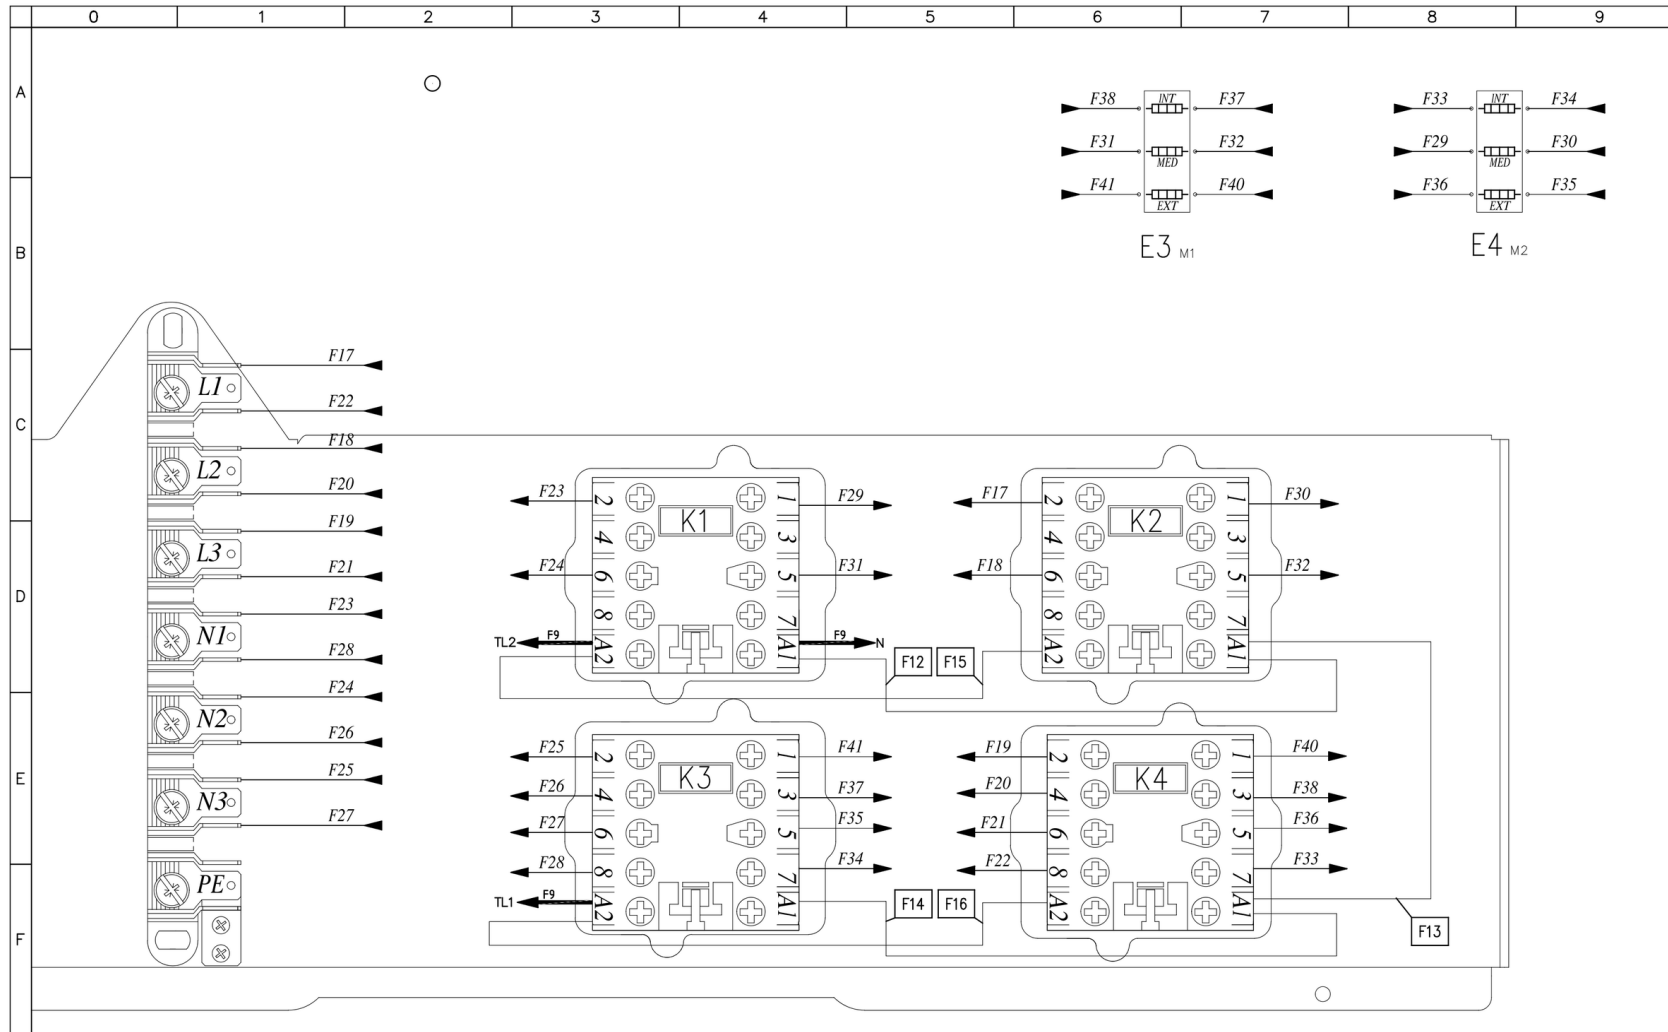 0 1 2 3 4 5 6 7 8 9
A
F38 INT F37
F33 INT F34
F31 MED F32
F29 MED F30
F41 EXT F40
F36 EXT F35
B
E3 M1
E4 M2
C
F17
L1
F22
F18
L2
F20
F19
L3
F21
F23
N1
F28
F24
N2
F26
F25
N3
F27
PE
D
E
F
F23 2 1 F29
K1
4 3
F24 6 5 F31
8 7
TL2 F9 A2 A1 F9 N
F17 2 1 F30
K2
4 3
F18 6 5 F32
8 7
A2 A1
F12 F15
F25 2 1 F41
K3
F26 4 3 F37
F27 6 5 F35
F28 8 7 F34
TL1 F9 A2 A1
F19 2 1 F40
K4
F20 4 3 F38
F21 6 5 F36
F22 8 7 F33
A2 A1
F14 F16
F13